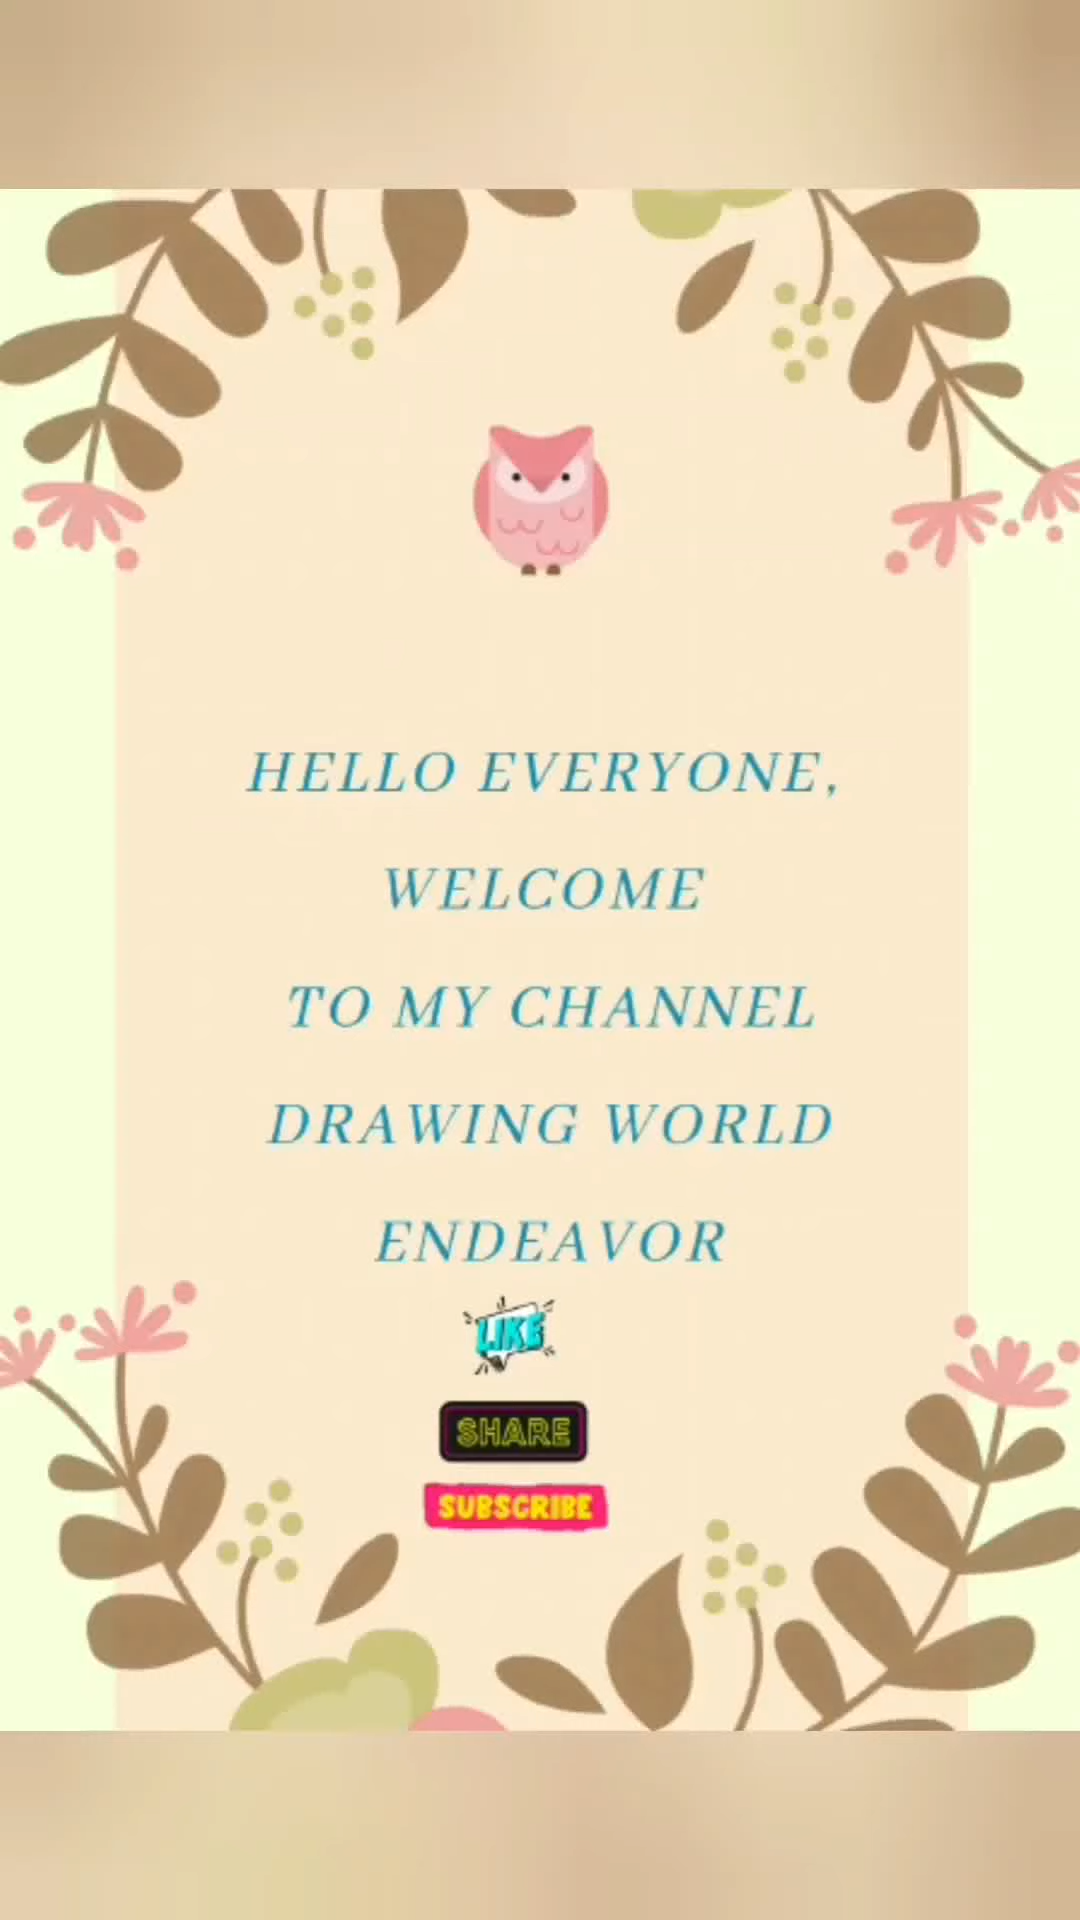 HELLO EVERYONE,
WELCOME
TO MY CHANNEL
DRAWING WORLD
ENDEAVOR
LIKE
SHARE
SUBSCRIBE